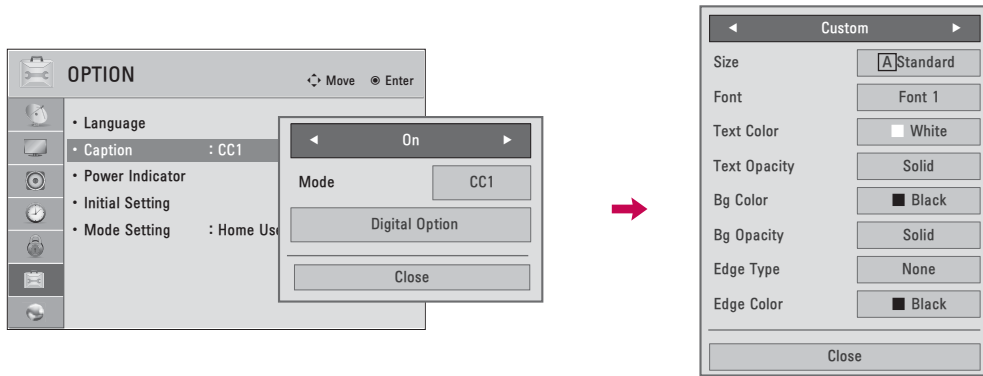 OPTION
Move Enter
• Language
• Caption : CC1
• Power Indicator
• Initial Setting
• Mode Setting : Home Use
◄ On ►
Mode CC1
Digital Option
Close
◄ Custom ►
Size A Standard
Font Font 1
Text Color White
Text Opacity Solid
Bg Color Black
Bg Opacity Solid
Edge Type None
Edge Color Black
Close